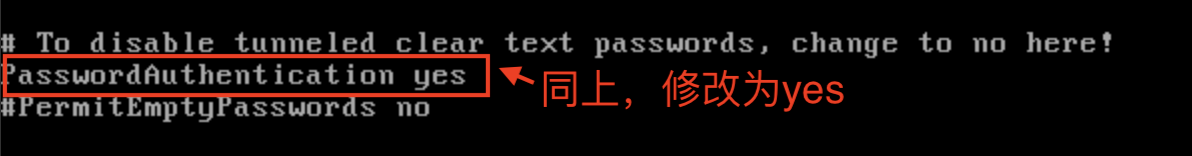 # To disable tunneled clear text passwords, change to no here!
PasswordAuthentication yes
同上，修改为yes
#PermitEmptyPasswords no